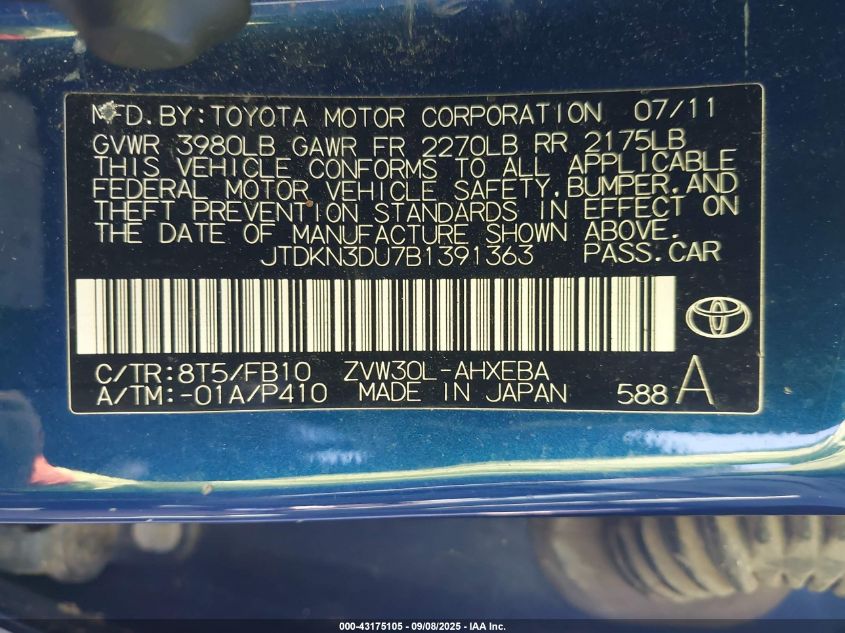 MFD. BY: TOYOTA MOTOR CORPORATION 07/11
GVWR 3980LB GAWR FR 2270LB RR 2175LB
THIS VEHICLE CONFORMS TO ALL APPLICABLE
FEDERAL MOTOR VEHICLE SAFETY, BUMPER, AND
THEFT PREVENTION STANDARDS IN EFFECT ON
THE DATE OF MANUFACTURE SHOWN ABOVE.
JTDKN3DU7B1391363 PASS. CAR
C/TR: 8T5/FB10 ZVW30L-AHXEBA
A/TM: -01A/P410 MADE IN JAPAN 588 A
000-43175105 - 09/08/2025 - IAA Inc.